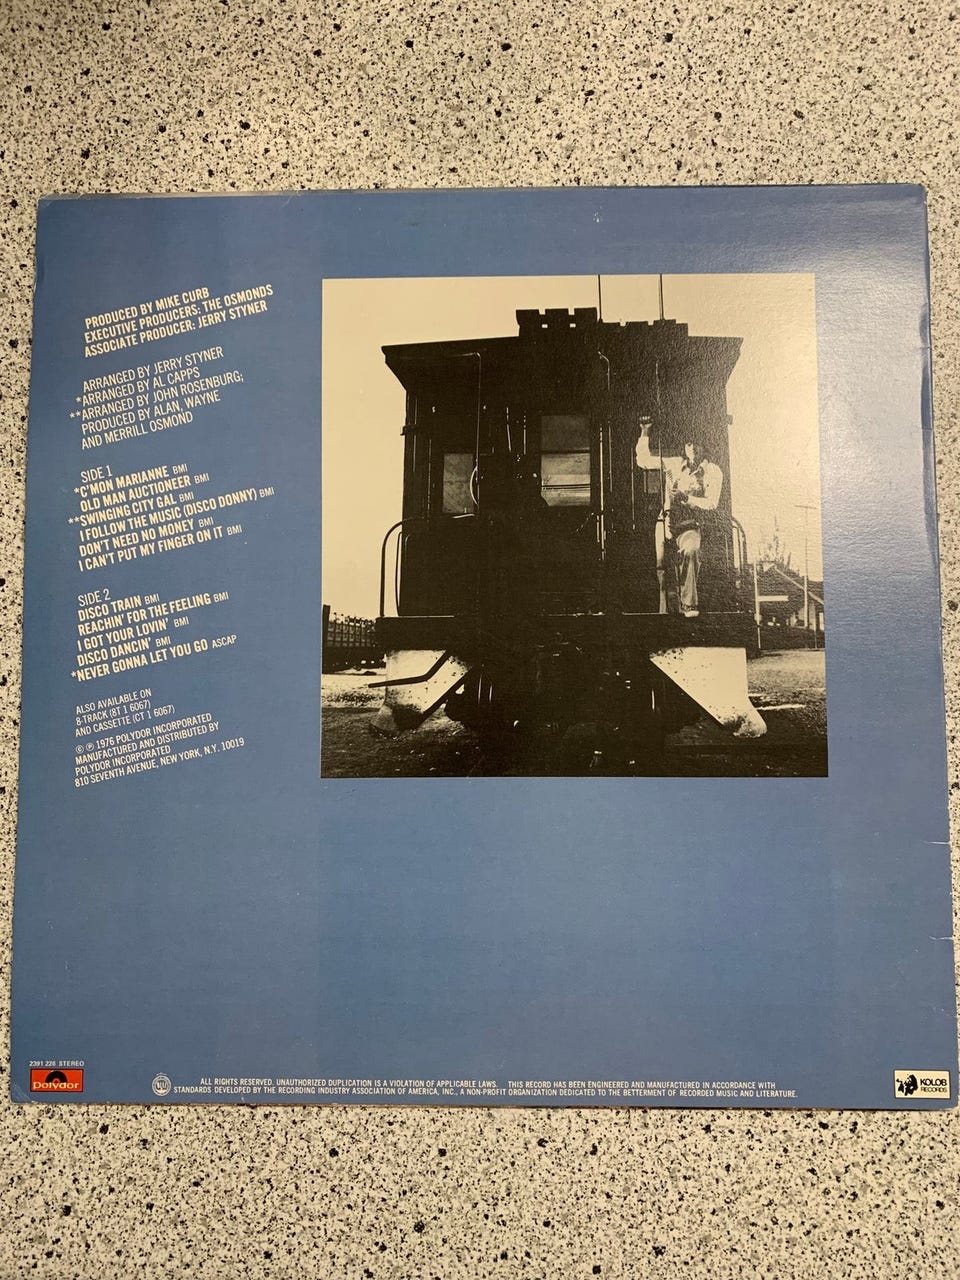 PRODUCED BY MIKE CURB
EXECUTIVE PRODUCERS: THE OSMONDS
ASSOCIATE PRODUCER: JERRY STYNER
ARRANGED BY JERRY STYNER
*ARRANGED BY AL CAPPS
**ARRANGED BY JOHN ROSENBURG;
PRODUCED BY ALAN, WAYNE
AND MERRILL OSMOND
SIDE 1
*C'MON MARIANNE BMI
OLD MAN AUCTIONEER BMI
**SWINGING CITY GAL BMI
I FOLLOW THE MUSIC (DISCO DONNY) BMI
DON'T NEED NO MONEY BMI
I CAN'T PUT MY FINGER ON IT BMI
SIDE 2
DISCO TRAIN BMI
REACHIN' FOR THE FEELING BMI
I GOT YOUR LOVIN' BMI
DISCO DANCIN' BMI
*NEVER GONNA LET YOU GO ASCAP
ALSO AVAILABLE ON
8-TRACK (8T 1 6067)
AND CASSETTE (CT 1 6067)
© ℗ 1976 POLYDOR INCORPORATED
MANUFACTURED AND DISTRIBUTED BY
POLYDOR INCORPORATED
810 SEVENTH AVENUE, NEW YORK, N.Y. 10019
2391 226 STEREO
polydor
ALL RIGHTS RESERVED. UNAUTHORIZED DUPLICATION IS A VIOLATION OF APPLICABLE LAWS. THIS RECORD HAS BEEN ENGINEERED AND MANUFACTURED IN ACCORDANCE WITH
STANDARDS DEVELOPED BY THE RECORDING INDUSTRY ASSOCIATION OF AMERICA, INC., A NON-PROFIT ORGANIZATION DEDICATED TO THE BETTERMENT OF RECORDED MUSIC AND LITERATURE.
KOLOB
RECORDS